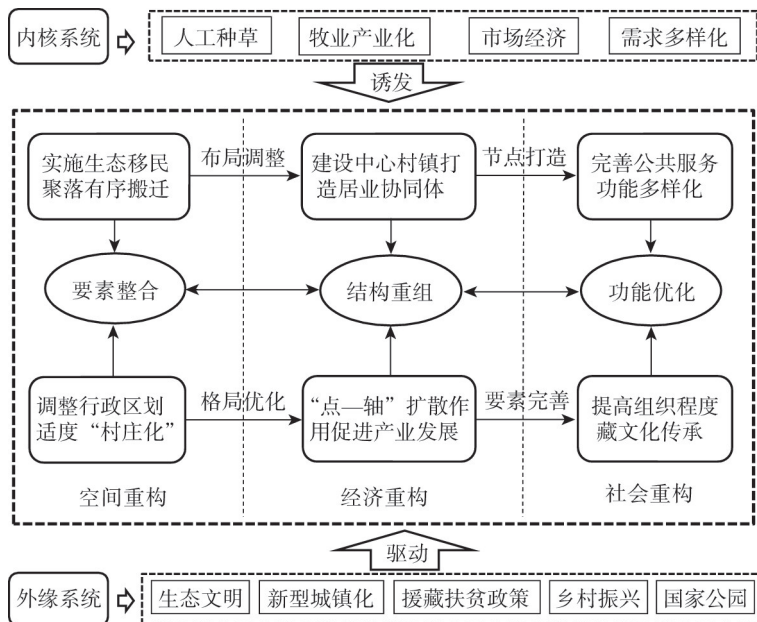 内核系统
人工种草
牧业产业化
市场经济
需求多样化
诱发
实施生态移民
聚落有序搬迁
布局调整
建设中心村镇打
造居业协同体
节点打造
完善公共服务
功能多样化
要素整合
结构重组
功能优化
调整行政区划
适度“村庄化”
格局优化
“点—轴”扩散作
用促进产业发展
要素完善
提高组织程度
藏文化传承
空间重构
经济重构
社会重构
驱动
外缘系统
生态文明
新型城镇化
援藏扶贫政策
乡村振兴
国家公园